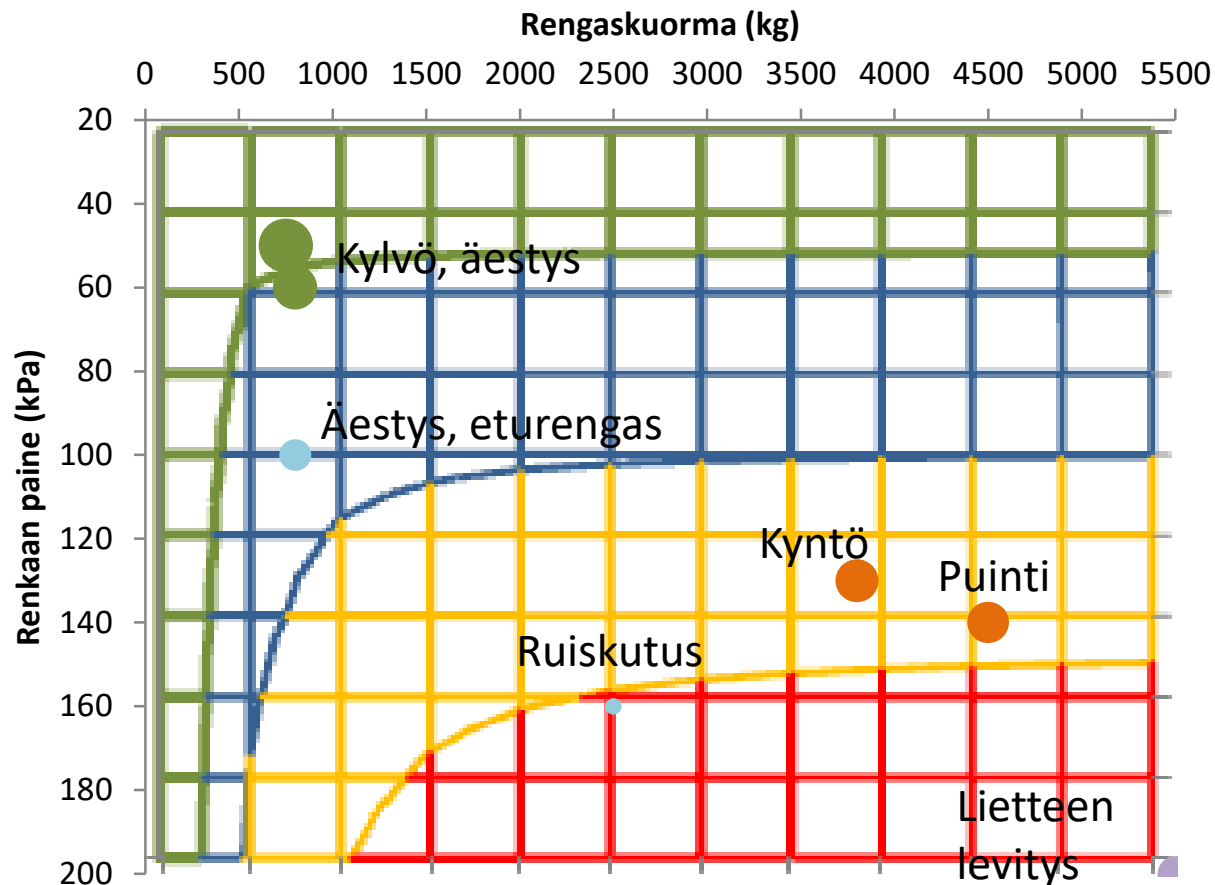 Rengaskuorma (kg)
0 500 1000 1500 2000 2500 3000 3500 4000 4500 5000 5500
20
40
60
80
100
120
140
160
180
200
Renkaan paine (kPa)
Kylvö, äestys
Äestys, eturengas
Kyntö
Puinti
Ruiskutus
Lietteen
levitys